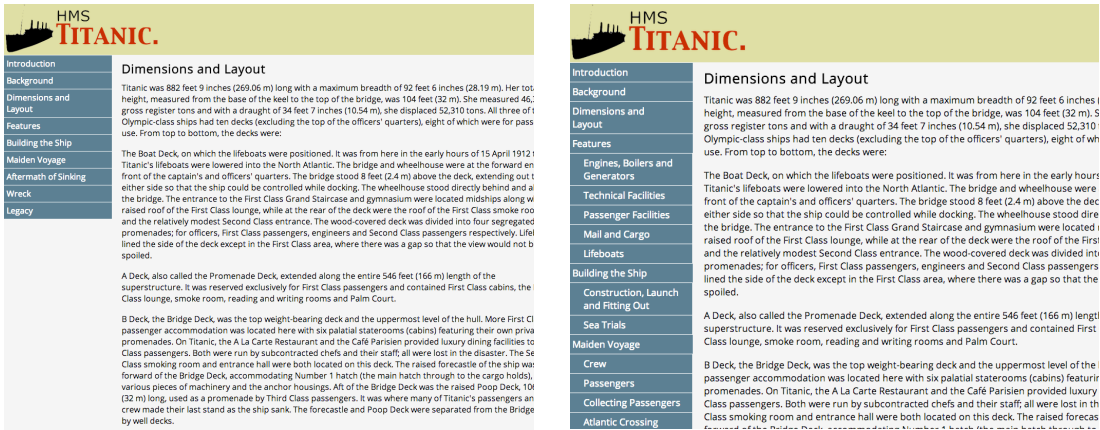 HMS
TITANIC.
Introduction
Background
Dimensions and
Layout
Features
Building the Ship
Maiden Voyage
Aftermath of Sinking
Wreck
Legacy
Dimensions and Layout
Titanic was 882 feet 9 inches (269.06 m) long with a maximum breadth of 92 feet 6 inches (28.19 m). Her tot
height, measured from the base of the keel to the top of the bridge, was 104 feet (32 m). She measured 46,
gross register tons and with a draught of 34 feet 7 inches (10.54 m), she displaced 52,310 tons. All three of
Olympic-class ships had ten decks (excluding the top of the officers' quarters), eight of which were for pass
use. From top to bottom, the decks were:
The Boat Deck, on which the lifeboats were positioned. It was from here in the early hours of 15 April 1912
Titanic's lifeboats were lowered into the North Atlantic. The bridge and wheelhouse were at the forward en
front of the captain's and officers' quarters. The bridge stood 8 feet (2.4 m) above the deck, extending out
either side so that the ship could be controlled while docking. The wheelhouse stood directly behind and a
the bridge. The entrance to the First Class Grand Staircase and gymnasium were located midships along w
raised roof of the First Class lounge, while at the rear of the deck were the roof of the First Class smoke roo
and the relatively modest Second Class entrance. The wood-covered deck was divided into four segregated
promenades; for officers, First Class passengers, engineers and Second Class passengers respectively. Lifeb
lined the side of the deck except in the First Class area, where there was a gap so that the view would not b
spoiled.
A Deck, also called the Promenade Deck, extended along the entire 546 feet (166 m) length of the
superstructure. It was reserved exclusively for First Class passengers and contained First Class cabins, the
Class lounge, smoke room, reading and writing rooms and Palm Court.
B Deck, the Bridge Deck, was the top weight-bearing deck and the uppermost level of the hull. More First Cl
passenger accommodation was located here with six palatial staterooms (cabins) featuring their own priva
promenades. On Titanic, the A La Carte Restaurant and the Café Parisien provided luxury dining facilities to
Class passengers. Both were run by subcontracted chefs and their staff; all were lost in the disaster. The Se
Class smoking room and entrance hall were both located on this deck. The raised forecastle of the ship was
forward of the Bridge Deck, accommodating Number 1 hatch (the main hatch through to the cargo holds),
various pieces of machinery and the anchor housings. Aft of the Bridge Deck was the raised Poop Deck, 106
(32 m) long, used as a promenade by Third Class passengers. It was where many of Titanic's passengers an
crew made their last stand as the ship sank. The forecastle and Poop Deck were separated from the Bridge
by well decks.
HMS
TITANIC.
Introduction
Background
Dimensions and
Layout
Features
Engines, Boilers and
Generators
Technical Facilities
Passenger Facilities
Mail and Cargo
Lifeboats
Building the Ship
Construction, Launch
and Fitting Out
Sea Trials
Maiden Voyage
Crew
Passengers
Collecting Passengers
Atlantic Crossing
Dimensions and Layout
Titanic was 882 feet 9 inches (269.06 m) long with a maximum breadth of 92 feet 6 inches (
height, measured from the base of the keel to the top of the bridge, was 104 feet (32 m). S
gross register tons and with a draught of 34 feet 7 inches (10.54 m), she displaced 52,310
Olympic-class ships had ten decks (excluding the top of the officers' quarters), eight of wh
use. From top to bottom, the decks were:
The Boat Deck, on which the lifeboats were positioned. It was from here in the early hours
Titanic's lifeboats were lowered into the North Atlantic. The bridge and wheelhouse were
front of the captain's and officers' quarters. The bridge stood 8 feet (2.4 m) above the dec
either side so that the ship could be controlled while docking. The wheelhouse stood dire
the bridge. The entrance to the First Class Grand Staircase and gymnasium were located
raised roof of the First Class lounge, while at the rear of the deck were the roof of the First
and the relatively modest Second Class entrance. The wood-covered deck was divided int
promenades; for officers, First Class passengers, engineers and Second Class passengers
lined the side of the deck except in the First Class area, where there was a gap so that the
spoiled.
A Deck, also called the Promenade Deck, extended along the entire 546 feet (166 m) lengt
superstructure. It was reserved exclusively for First Class passengers and contained First
Class lounge, smoke room, reading and writing rooms and Palm Court.
B Deck, the Bridge Deck, was the top weight-bearing deck and the uppermost level of the
passenger accommodation was located here with six palatial staterooms (cabins) featurin
promenades. On Titanic, the A La Carte Restaurant and the Café Parisien provided luxury
Class passengers. Both were run by subcontracted chefs and their staff; all were lost in th
Class smoking room and entrance hall were both located on this deck. The raised forecas
forward of the Bridge Deck, accommodating Number 1 hatch (the main hatch through to